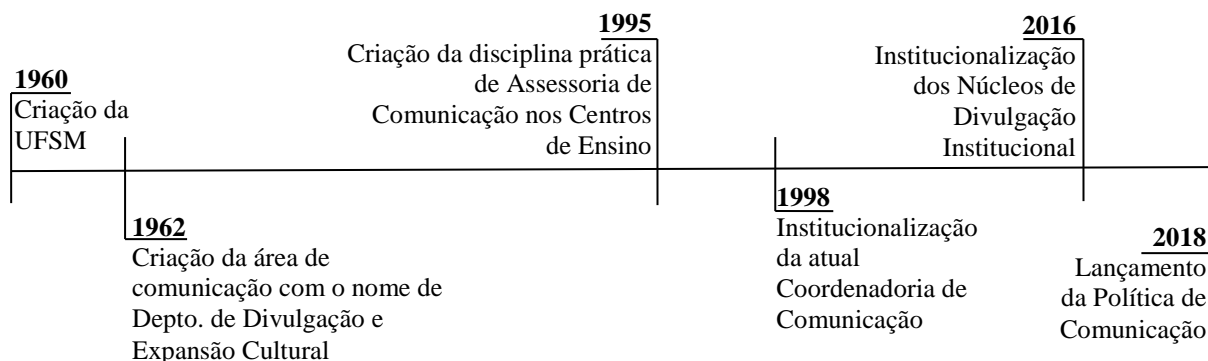 1960
Criação da
UFSM
1962
Criação da área de
comunicação com o nome de
Depto. de Divulgação e
Expansão Cultural
1995
Criação da disciplina prática
de Assessoria de
Comunicação nos Centros
de Ensino
1998
Institucionalização
da atual
Coordenadoria de
Comunicação
2016
Institucionalização
dos Núcleos de
Divulgação
Institucional
2018
Lançamento
da Política de
Comunicação